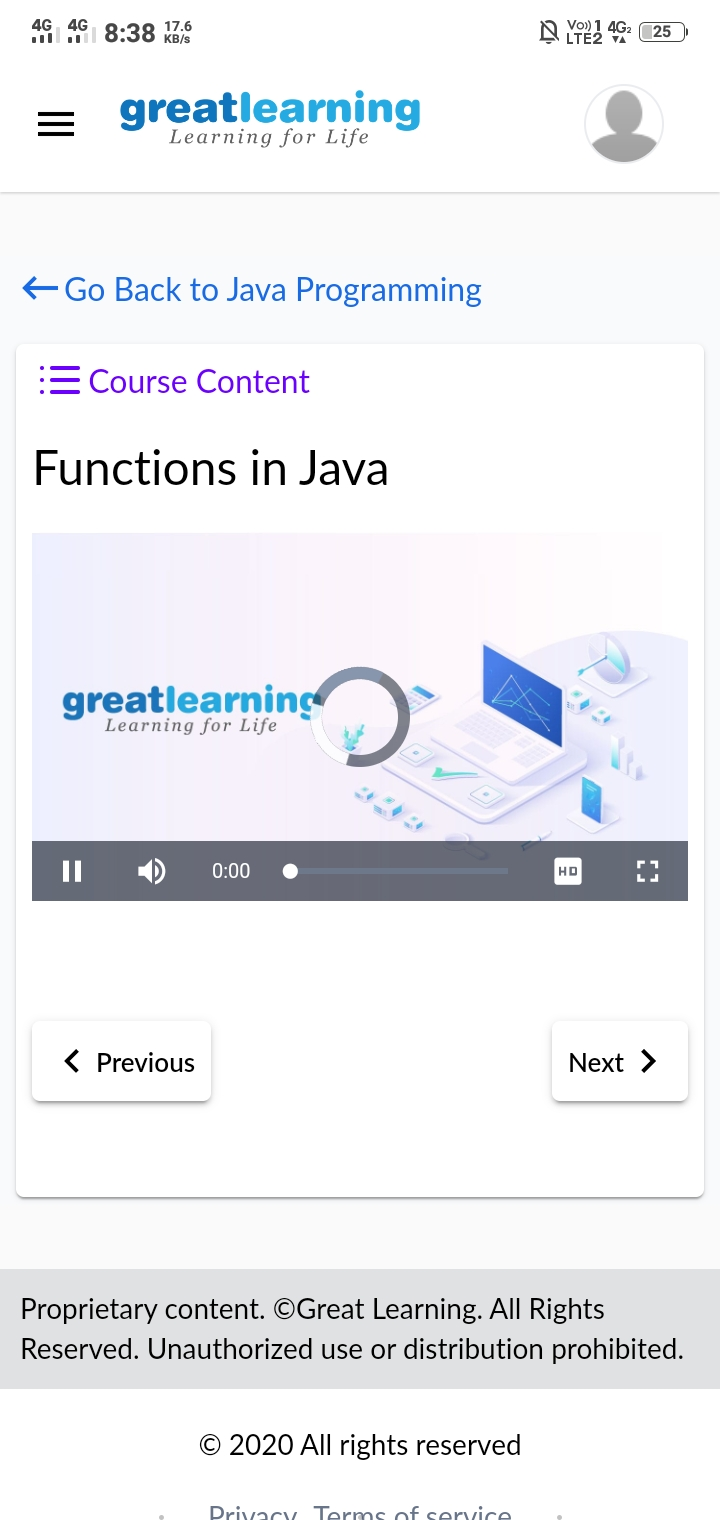 4G 4G 8:38 17.6 KB/s Vo)) 1 LTE2 4G2 25
greatlearning
Learning for Life
Go Back to Java Programming
Course Content
Functions in Java
greatlearning
Learning for Life
0:00 HD
Previous Next
Proprietary content. ©Great Learning. All Rights
Reserved. Unauthorized use or distribution prohibited.
© 2020 All rights reserved
Privacy Terms of service